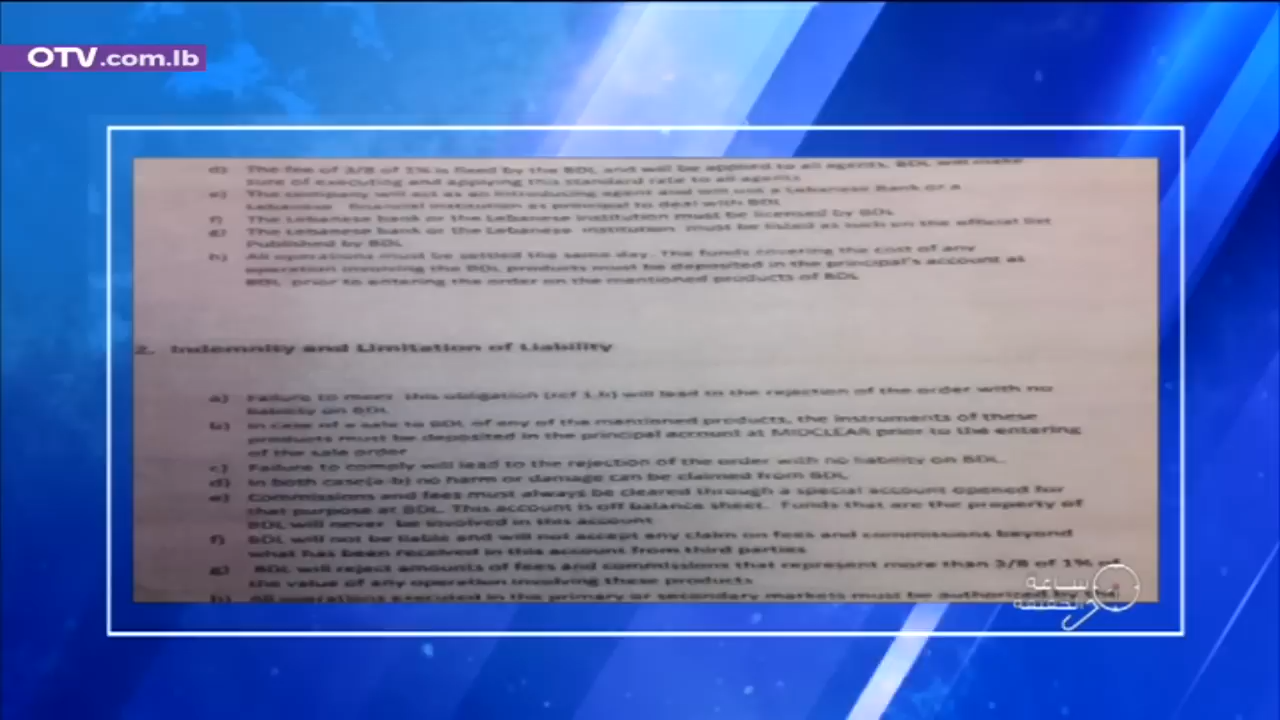 OTV.com.lb
d) The fee of 3/8 of 1% is fixed by the BDL and will be applied to all agents. BDL will make
sure of executing and applying this standard rate to all agents
e) The company will act as an introducing agent and will use a Lebanese Bank or a
Lebanese financial institution as principal to deal with BDL
f) The Lebanese bank or the Lebanese institution must be licensed by BDL
g) The Lebanese bank or the Lebanese institution must be listed as such on the official list
Published by BDL
h) All operations must be settled the same day. The funds covering the cost of any
operation involving the BDL products must be deposited in the principal's account at
BDL prior to entering the order on the mentioned products of BDL
2. Indemnity and Limitation of Liability
a) Failure to meet this obligation (ref 1.h) will lead to the rejection of the order with no
liability on BDL
b) In case of a sale to BDL of any of the mentioned products, the instruments of these
products must be deposited in the principal account at MIDCLEAR prior to the entering
of the sale order
c) Failure to comply will lead to the rejection of the order with no liability on BDL.
d) In both case(a-b) no harm or damage can be claimed from BDL
e) Commissions and fees must always be cleared through a special account opened for
that purpose at BDL. This account is off balance sheet. Funds that are the property of
BDL will never be involved in this account
f) BDL will not be liable and will not accept any claim on fees and commissions beyond
what has been received in this account from third parties
g) BDL will reject amounts of fees and commissions that represent more than 3/8 of 1% of
the value of any operation involving these products
h) All operations executed in the primary or secondary markets must be authorized by the
ساعة
الحقيقة